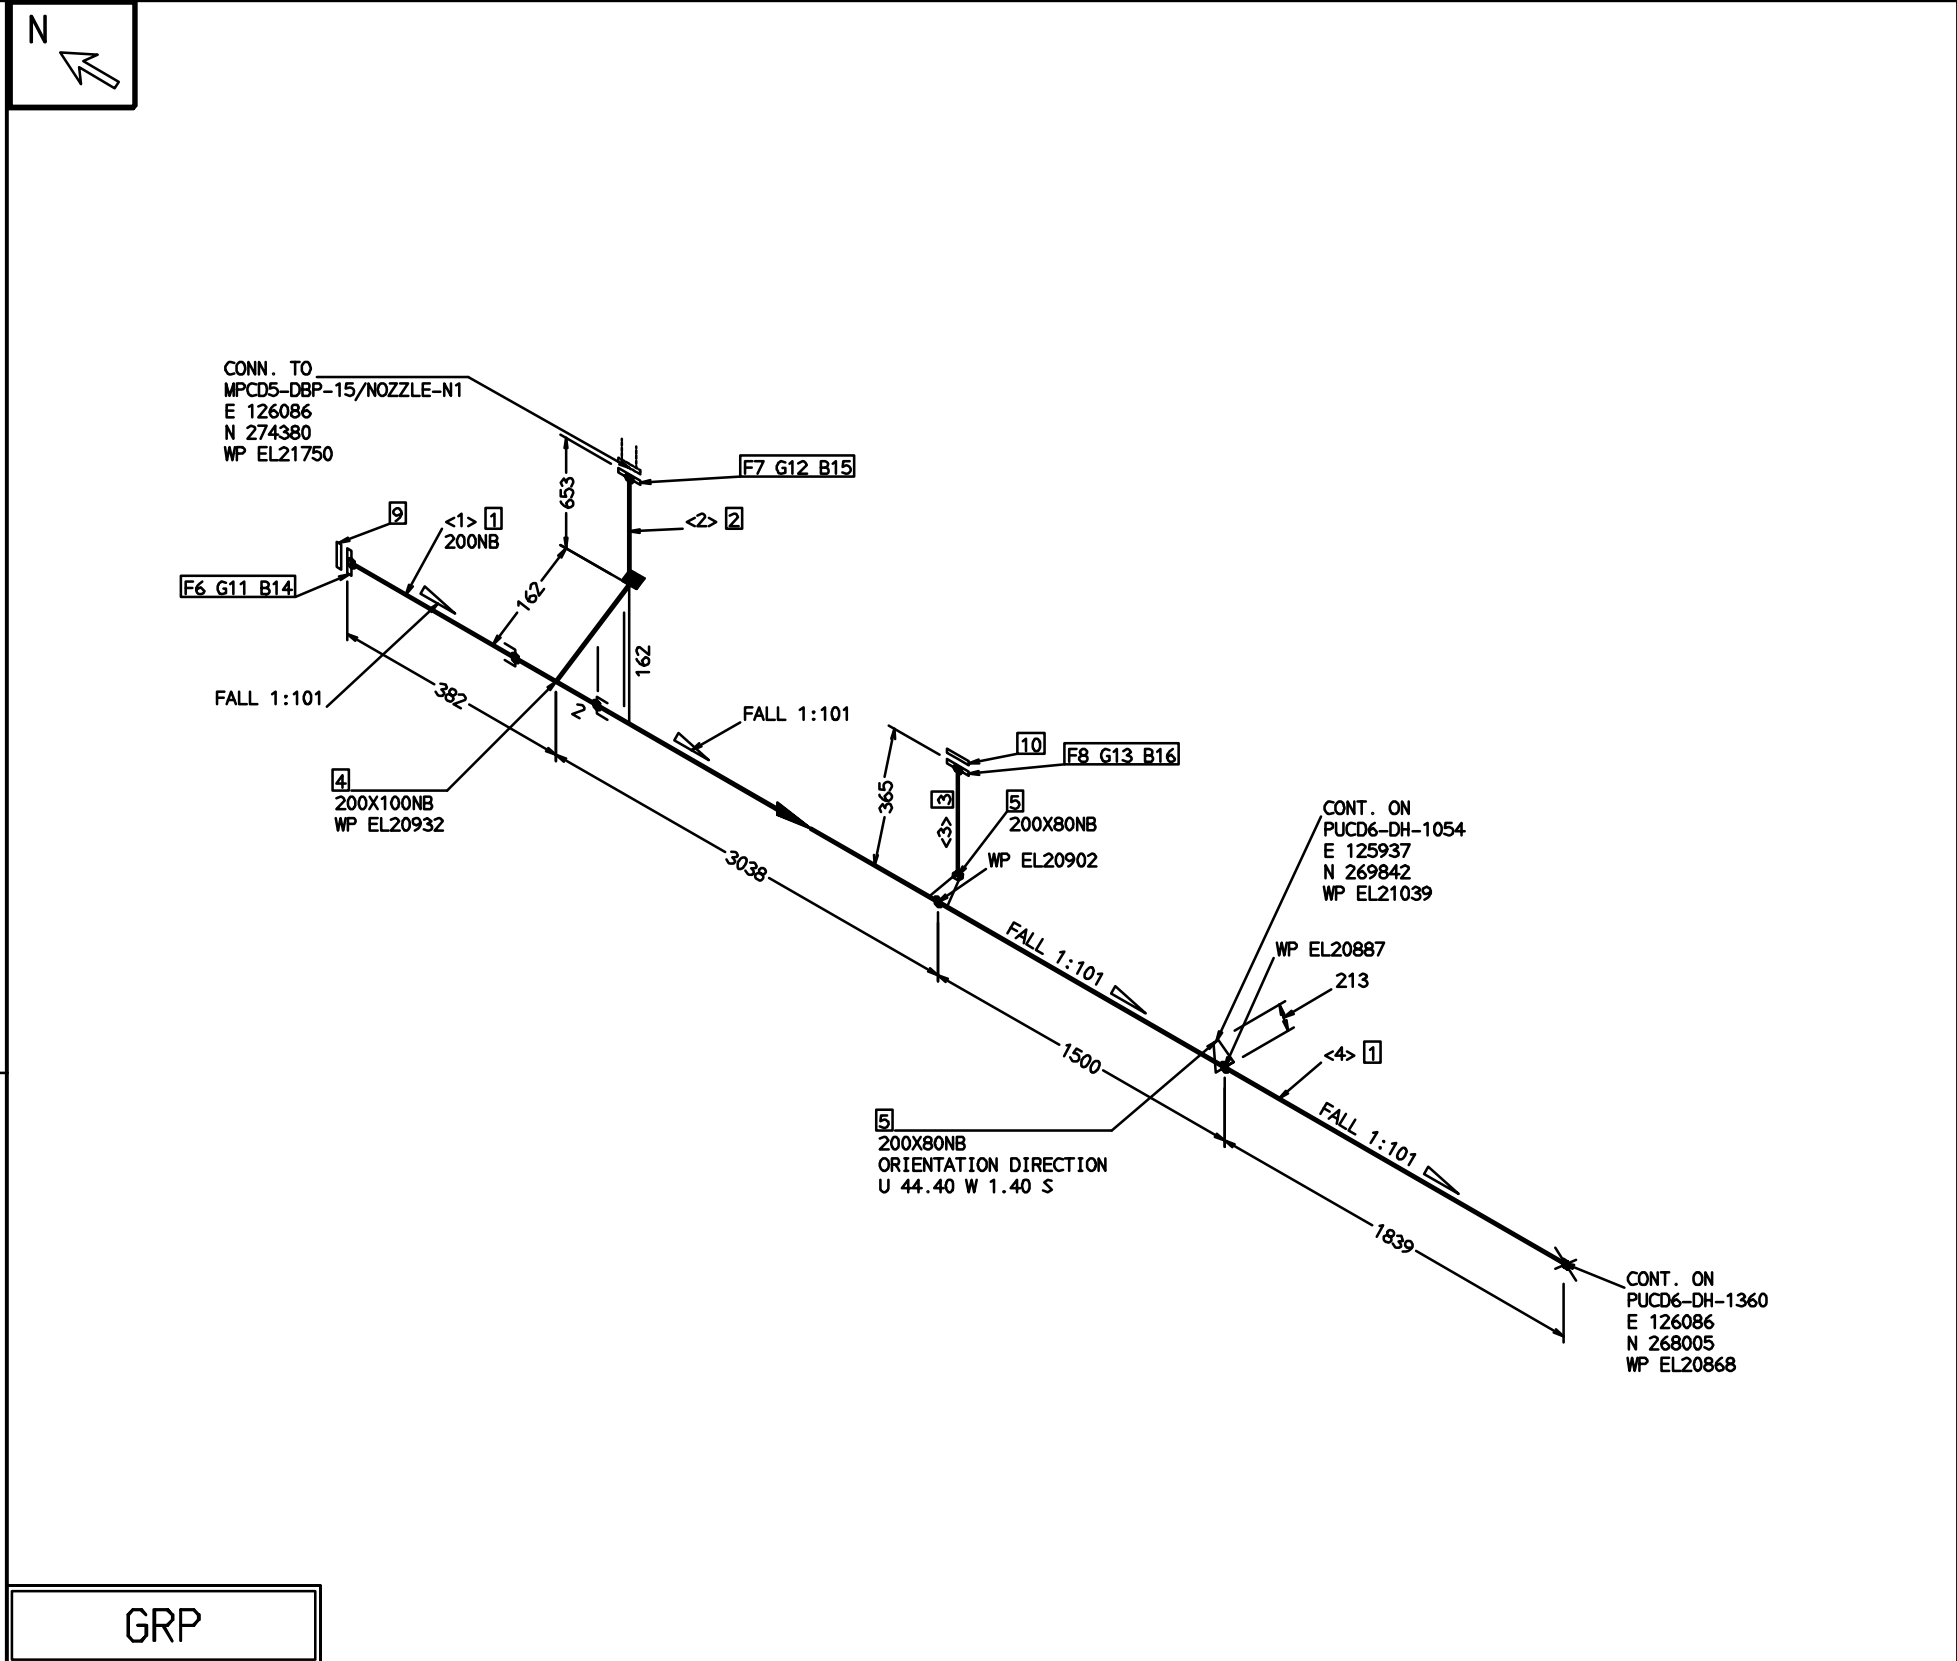 N
CONN. TO
MPCD5-DBP-15/NOZZLE-N1
E 126086
N 274380
WP EL21750
F7 G12 B15
653
9
<1> 1
200NB
<2> 2
F6 G11 B14
162
162
FALL 1:101
382
2
FALL 1:101
4
200X100NB
WP EL20932
10
F8 G13 B16
365
3
<3>
5
200X80NB
WP EL20902
3038
CONT. ON
PUCD6-DH-1054
E 125937
N 269842
WP EL21039
FALL 1:101
WP EL20887
213
1500
<4> 1
5
200X80NB
ORIENTATION DIRECTION
U 44.40 W 1.40 S
FALL 1:101
1839
CONT. ON
PUCD6-DH-1360
E 126086
N 268005
WP EL20868
GRP